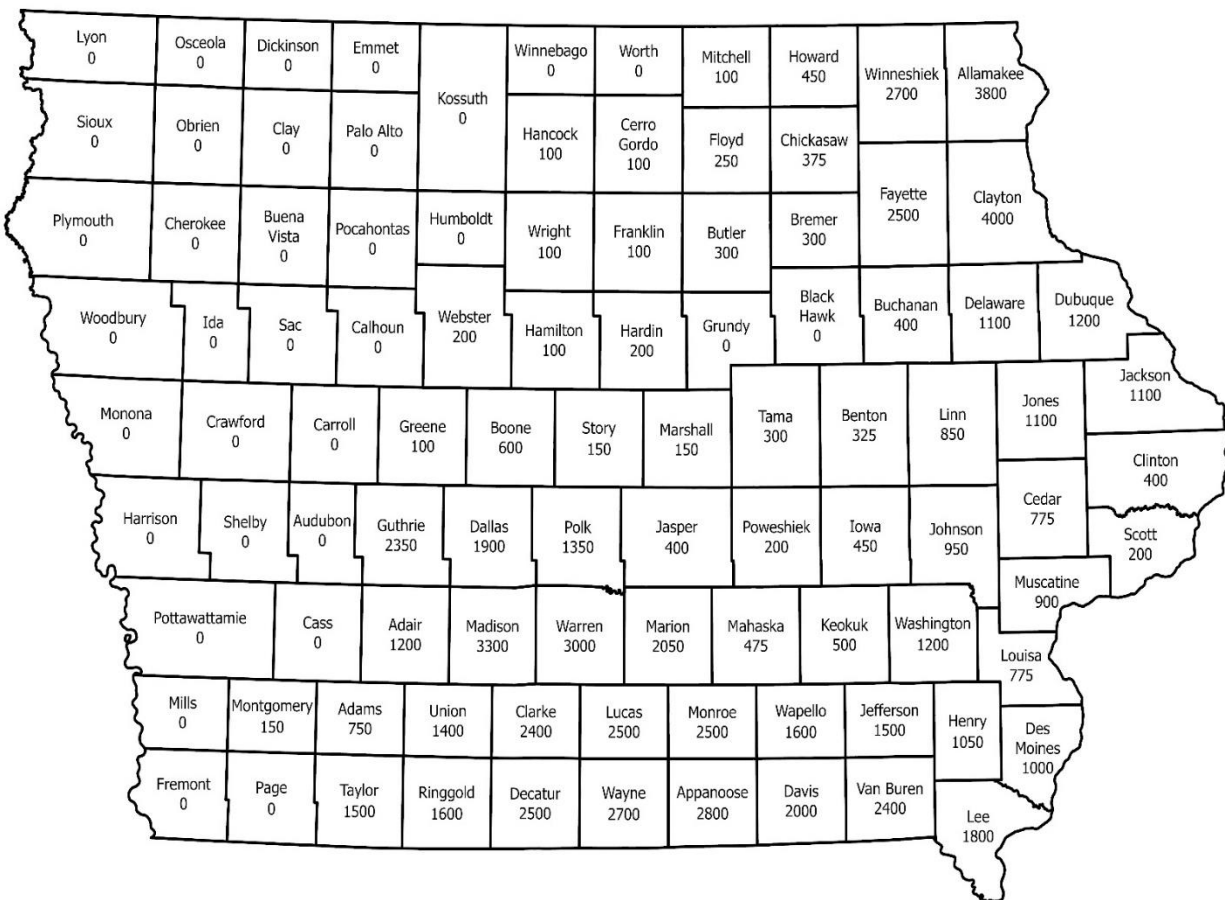 Lyon
0
Osceola
0
Dickinson
0
Emmet
0
Kossuth
0
Winnebago
0
Worth
0
Mitchell
100
Howard
450
Winneshiek
2700
Allamakee
3800
Sioux
0
Obrien
0
Clay
0
Palo Alto
0
Hancock
100
Cerro
Gordo
100
Floyd
250
Chickasaw
375
Fayette
2500
Clayton
4000
Plymouth
0
Cherokee
0
Buena
Vista
0
Pocahontas
0
Humboldt
0
Wright
100
Franklin
100
Butler
300
Bremer
300
Woodbury
0
Ida
0
Sac
0
Calhoun
0
Webster
200
Hamilton
100
Hardin
200
Grundy
0
Black
Hawk
0
Buchanan
400
Delaware
1100
Dubuque
1200
Monona
0
Crawford
0
Carroll
0
Greene
100
Boone
600
Story
150
Marshall
150
Tama
300
Benton
325
Linn
850
Jones
1100
Jackson
1100
Clinton
400
Harrison
0
Shelby
0
Audubon
0
Guthrie
2350
Dallas
1900
Polk
1350
Jasper
400
Poweshiek
200
Iowa
450
Johnson
950
Cedar
775
Scott
200
Muscatine
900
Pottawattamie
0
Cass
0
Adair
1200
Madison
3300
Warren
3000
Marion
2050
Mahaska
475
Keokuk
500
Washington
1200
Louisa
775
Mills
0
Montgomery
150
Adams
750
Union
1400
Clarke
2400
Lucas
2500
Monroe
2500
Wapello
1600
Jefferson
1500
Henry
1050
Des
Moines
1000
Fremont
0
Page
0
Taylor
1500
Ringgold
1600
Decatur
2500
Wayne
2700
Appanoose
2800
Davis
2000
Van Buren
2400
Lee
1800